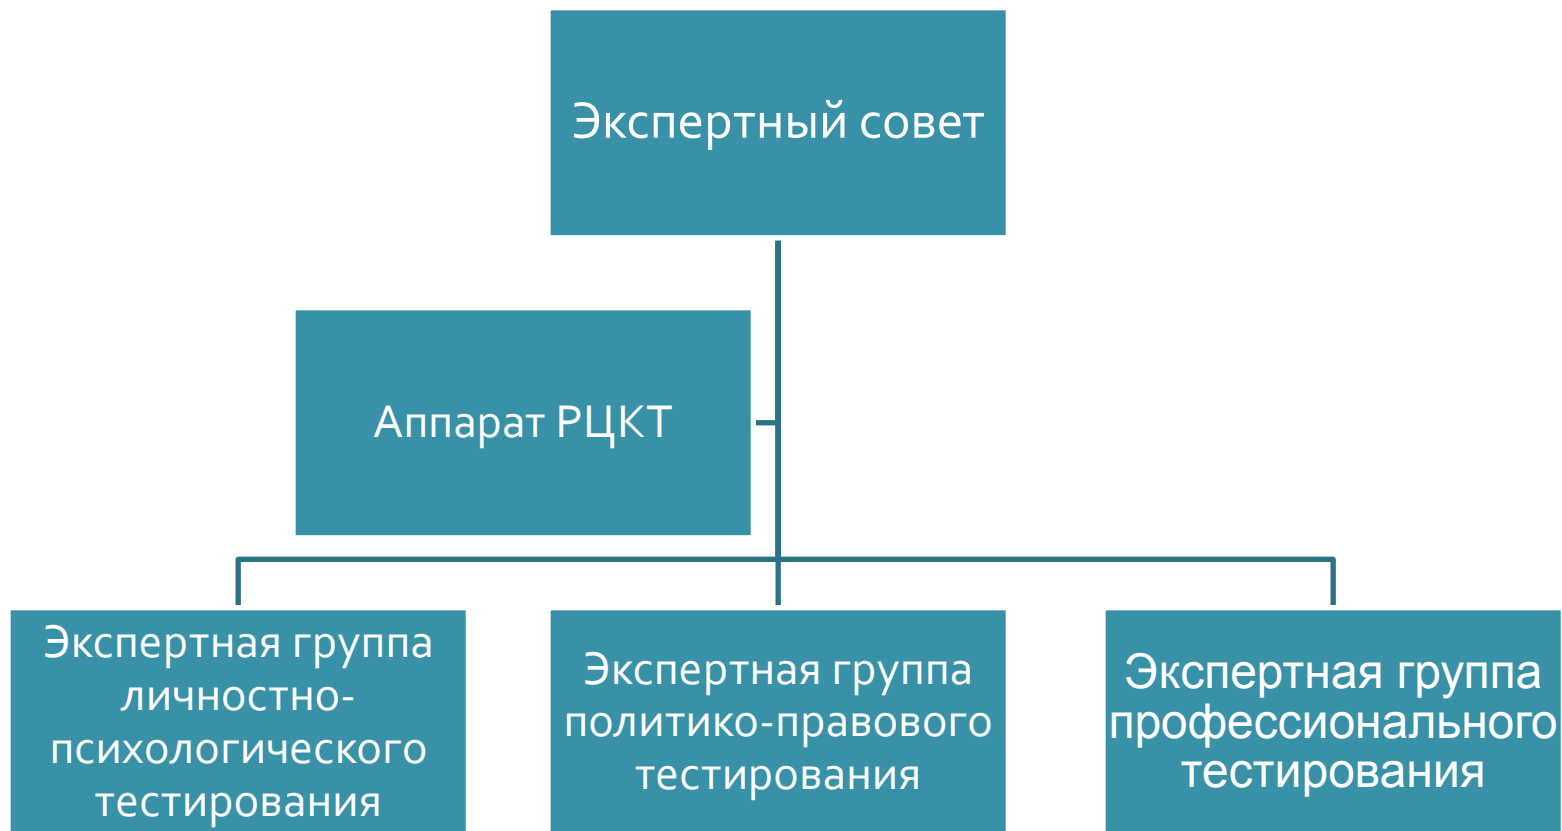 Экспертный совет
Аппарат РЦКТ
Экспертная группа
личностно-
психологического
тестирования
Экспертная группа
политико-правового
тестирования
Экспертная группа
профессионального
тестирования